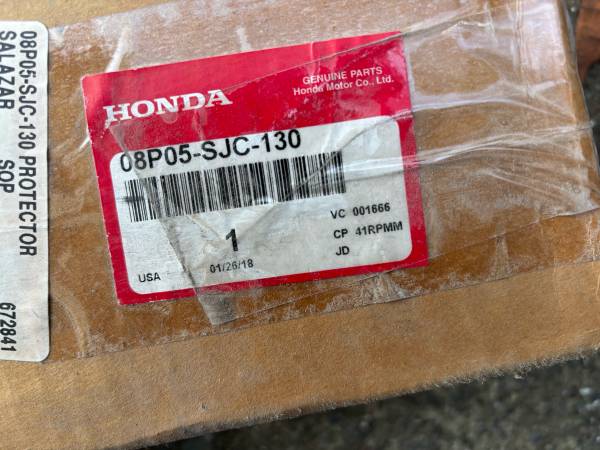 08P05-SJC-130 PROTECTOR
SALAZAR SOP 672841
HONDA
GENUINE PARTS
Honda Motor Co., Ltd.
08P05-SJC-130
1
VC 001666
CP 41RPMM
JD
USA
01/26/18